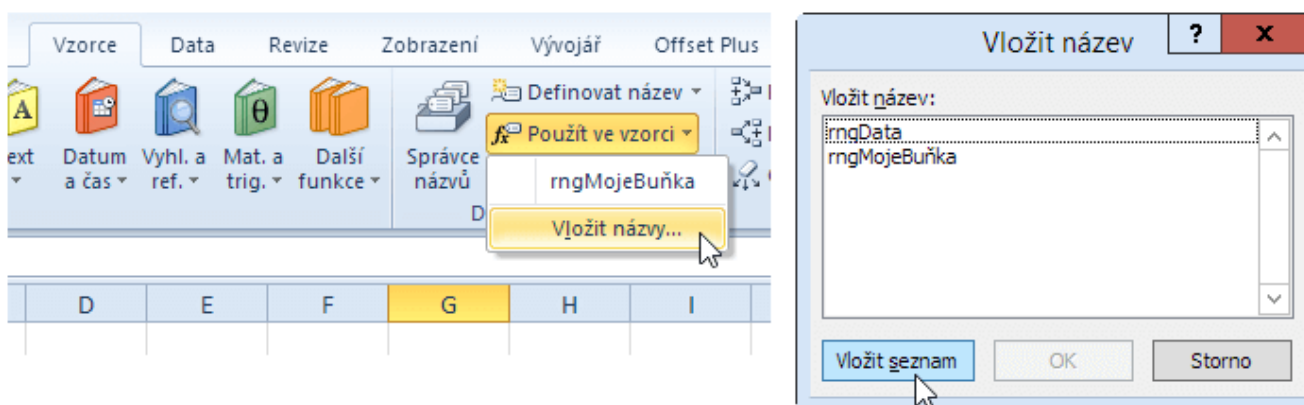 Vzorce Data Revize Zobrazení Vývojář Offset Plus
Definovat název
Použít ve vzorci
A
θ
ext
Datum a čas
Vyhl. a ref.
Mat. a trig.
Další funkce
Správce názvů
rngMojeBuňka
D
Vložit názvy...
D E F G H I
Vložit název ? x
Vložit název:
rngData
rngMojeBuňka
Vložit seznam OK Storno